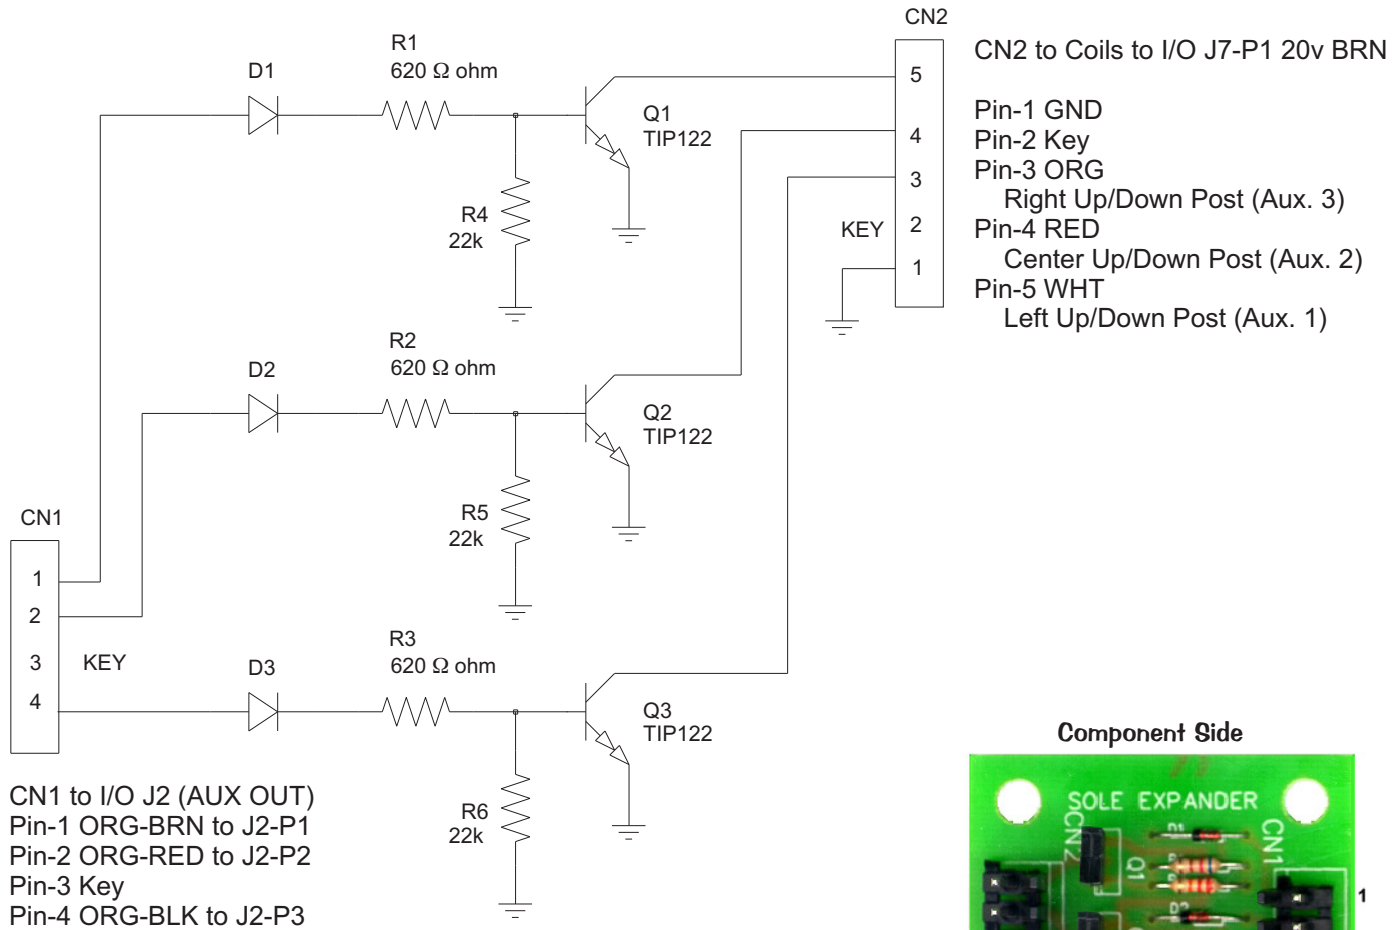 CN2
R1
620 Ω ohm
D1
Q1
TIP122
R4
22k
5
4
3
2
1
KEY
CN2 to Coils to I/O J7-P1 20v BRN
Pin-1 GND
Pin-2 Key
Pin-3 ORG
Right Up/Down Post (Aux. 3)
Pin-4 RED
Center Up/Down Post (Aux. 2)
Pin-5 WHT
Left Up/Down Post (Aux. 1)
R2
620 Ω ohm
D2
Q2
TIP122
R5
22k
CN1
1
2
3 KEY
4
R3
620 Ω ohm
D3
Q3
TIP122
R6
22k
CN1 to I/O J2 (AUX OUT)
Pin-1 ORG-BRN to J2-P1
Pin-2 ORG-RED to J2-P2
Pin-3 Key
Pin-4 ORG-BLK to J2-P3
Component Side
SOLE EXPANDER
CN2
D1
Q1
CN1
1
D2